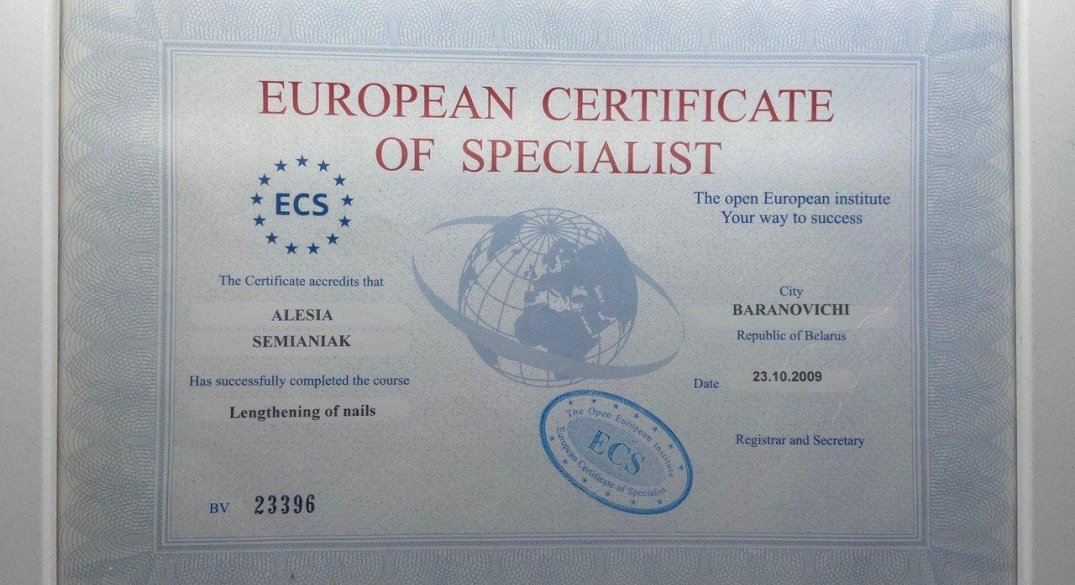 EUROPEAN CERTIFICATE
OF SPECIALIST
ECS
The open European institute
Your way to success
The Certificate accredits that
ALESIA
SEMIANIAK
Has successfully completed the course
Lengthening of nails
BV 23396
City
BARANOVICHI
Republic of Belarus
Date 23.10.2009
Registrar and Secretary
The Open European Institute
ECS
European Certificate of Specialist